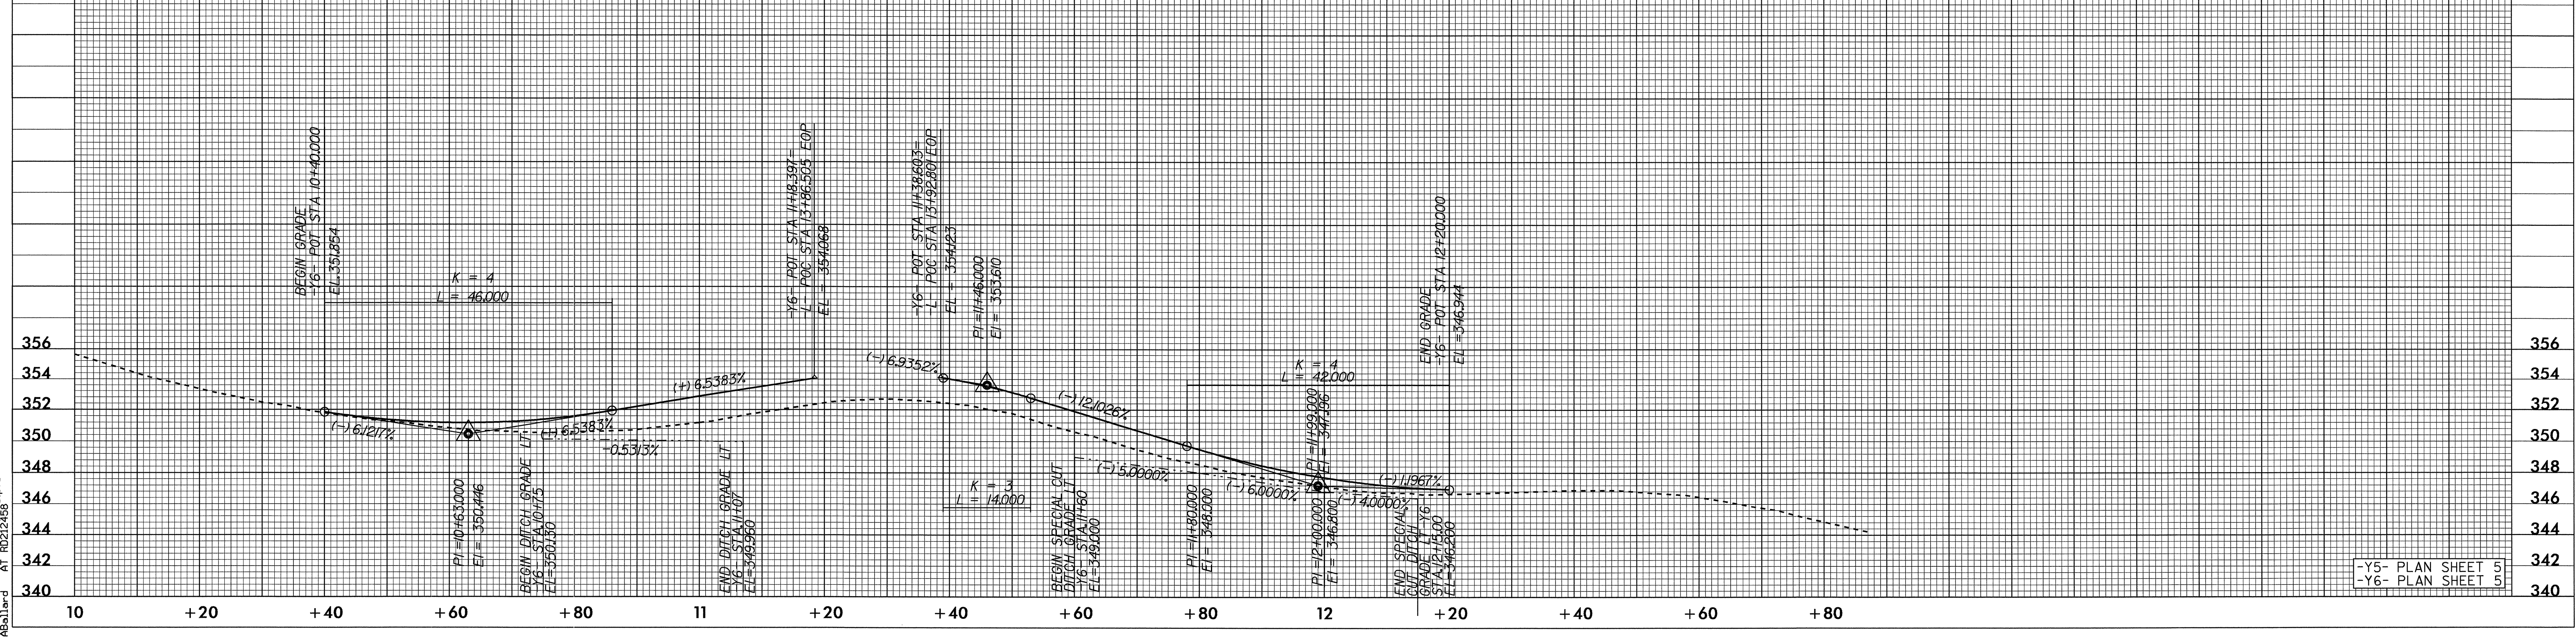 BEGIN GRADE
-Y6- POT STA 10+40.000
EL.351.854
K = 4
L = 46.000
-Y6- POT STA 11+18.397=
-L- POC STA 13+86.505 EOP
EL = 354.068
-Y6- POT STA 11+38.603=
-L- POC STA 13+92.801 EOP
EL = 354.123
PI =11+46.000
El = 353.610
END GRADE
-Y6- POT STA 12+20.000
EL =346.944
K = 4
L = 42.000
PI =11+99.000
El = 347.196
356
354
352
350
348
346
344
342
340
(-) 6.1217%
(+) 6.5383%
(+) 6.5383%
-0.5313%
(-) 6.9352%
(-) 12.1026%
(-) 5.0000%
(-) 6.0000%
(-) 4.0000%
(-) 1.1967%
356
354
352
350
348
346
344
342
340
PI =10+63.000
El = 350.446
BEGIN DITCH GRADE LT
-Y6- STA.10+75
EL=350.130
END DITCH GRADE LT
-Y6- STA.11+07
EL=349.960
K = 3
L = 14.000
BEGIN SPECIAL CUT
DITCH GRADE LT
-Y6- STA.11+60
EL=349.000
PI =11+80.000
El = 348.000
PI =12+00.000
El = 346.800
END SPECIAL
CUT DITCH
GRADE LT -Y6-
STA.12+15.00
EL=346.200
-Y5- PLAN SHEET 5
-Y6- PLAN SHEET 5
10 +20 +40 +60 +80 11 +20 +40 +60 +80 12 +20 +40 +60 +80
ABallard AT RD212458